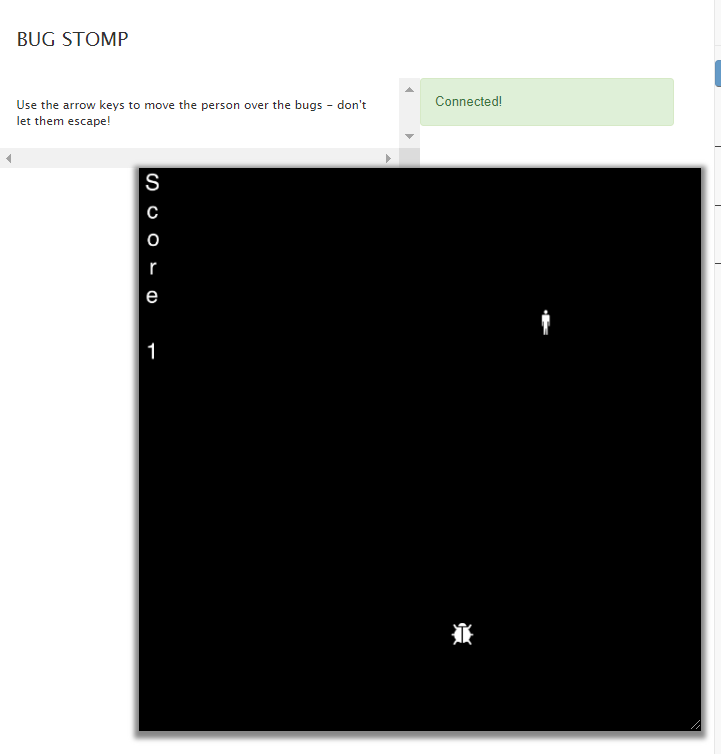 BUG STOMP
Use the arrow keys to move the person over the bugs - don't
let them escape!
Connected!
S
c
o
r
e
1